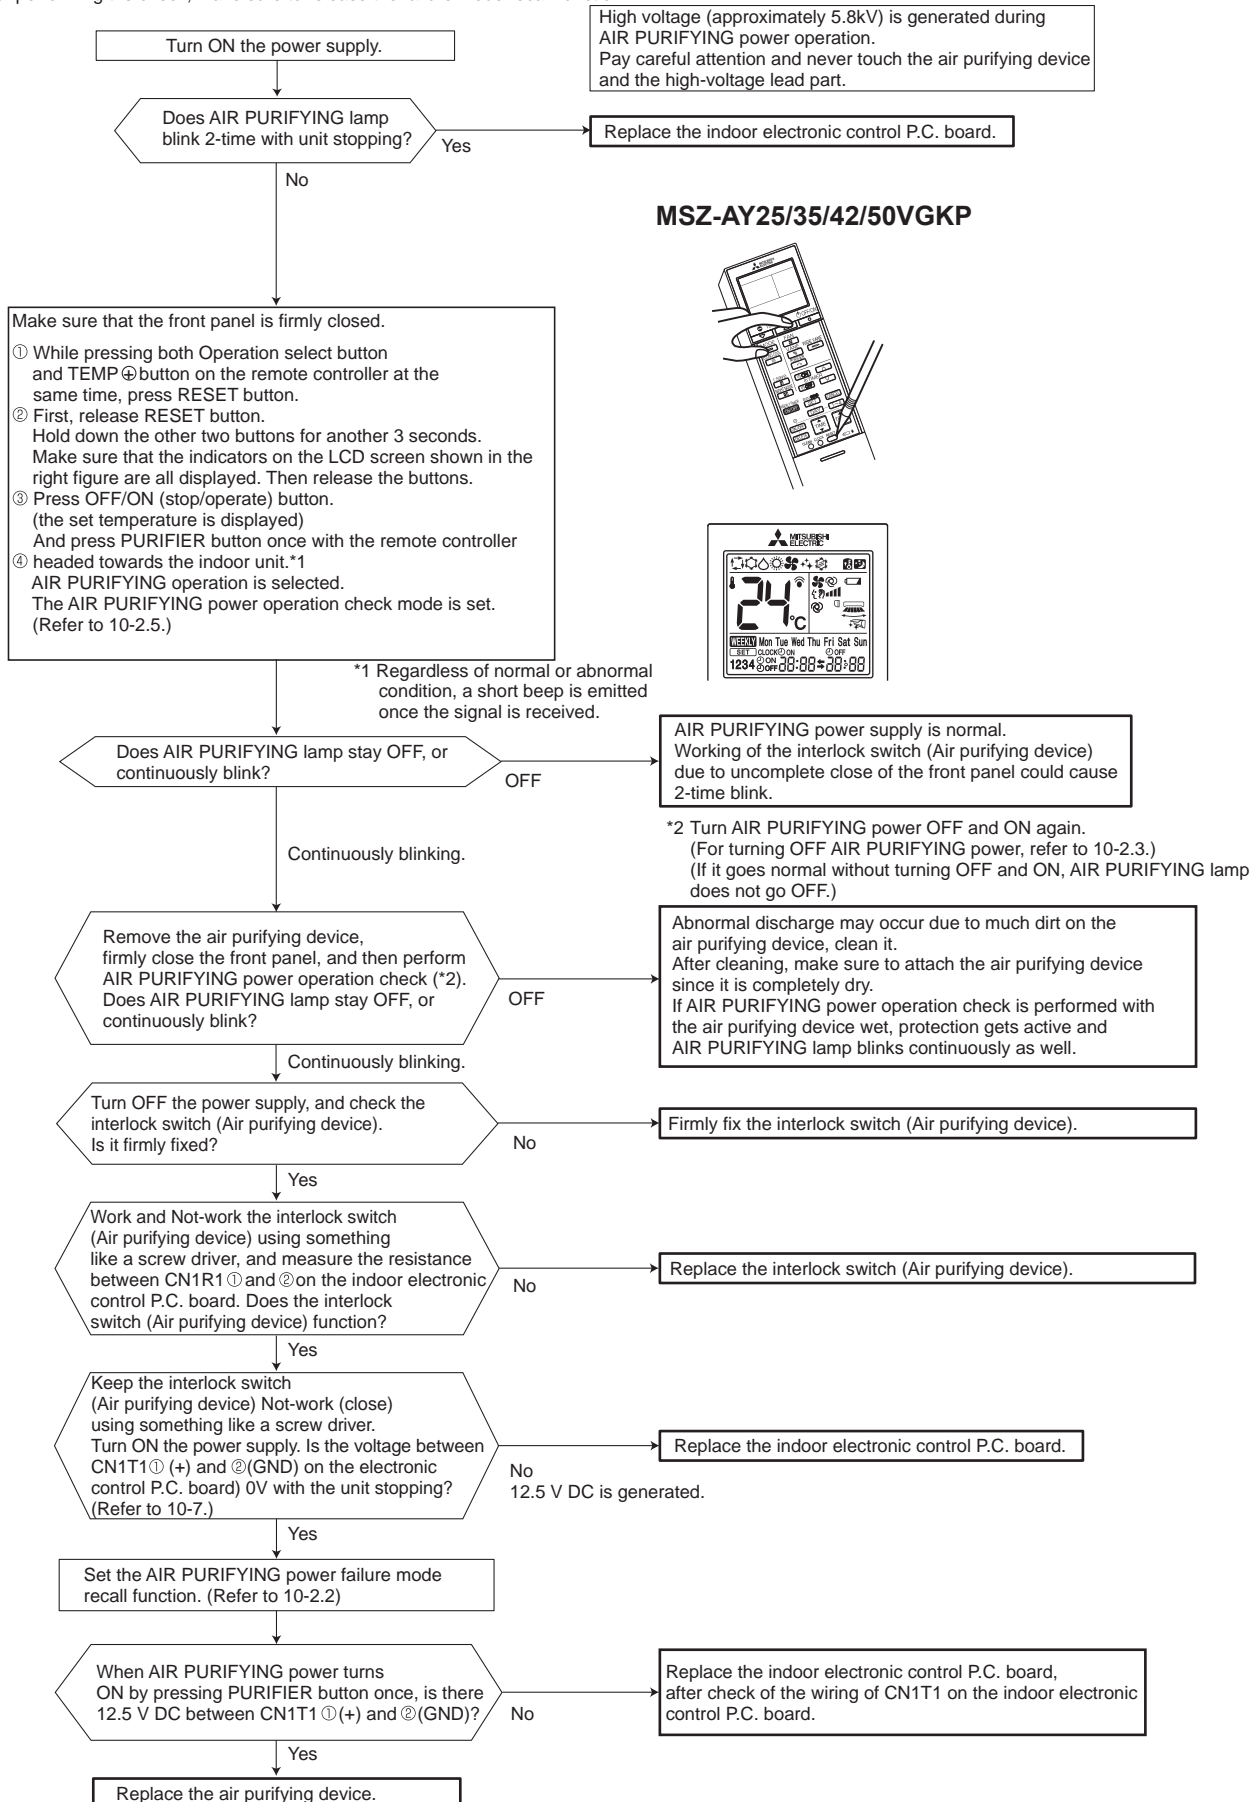 High voltage (approximately 5.8kV) is generated during
AIR PURIFYING power operation.
Pay careful attention and never touch the air purifying device
and the high-voltage lead part.
Turn ON the power supply.
Does AIR PURIFYING lamp
blink 2-time with unit stopping?
Yes
Replace the indoor electronic control P.C. board.
No
MSZ-AY25/35/42/50VGKP
Make sure that the front panel is firmly closed.
① While pressing both Operation select button
and TEMP ⊕ button on the remote controller at the
same time, press RESET button.
② First, release RESET button.
Hold down the other two buttons for another 3 seconds.
Make sure that the indicators on the LCD screen shown in the
right figure are all displayed. Then release the buttons.
③ Press OFF/ON (stop/operate) button.
(the set temperature is displayed)
And press PURIFIER button once with the remote controller
④ headed towards the indoor unit.*1
AIR PURIFYING operation is selected.
The AIR PURIFYING power operation check mode is set.
(Refer to 10-2.5.)
MITSUBISHI
ELECTRIC
24°C
WEEKLY Mon Tue Wed Thu Fri Sat Sun
SET CLOCK ON OFF
1234 ON OFF 88:88 88:88
*1 Regardless of normal or abnormal
condition, a short beep is emitted
once the signal is received.
Does AIR PURIFYING lamp stay OFF, or
continuously blink?
OFF
AIR PURIFYING power supply is normal.
Working of the interlock switch (Air purifying device)
due to uncomplete close of the front panel could cause
2-time blink.
*2 Turn AIR PURIFYING power OFF and ON again.
(For turning OFF AIR PURIFYING power, refer to 10-2.3.)
(If it goes normal without turning OFF and ON, AIR PURIFYING lamp
does not go OFF.)
Continuously blinking.
Remove the air purifying device,
firmly close the front panel, and then perform
AIR PURIFYING power operation check (*2).
Does AIR PURIFYING lamp stay OFF, or
continuously blink?
OFF
Abnormal discharge may occur due to much dirt on the
air purifying device, clean it.
After cleaning, make sure to attach the air purifying device
since it is completely dry.
If AIR PURIFYING power operation check is performed with
the air purifying device wet, protection gets active and
AIR PURIFYING lamp blinks continuously as well.
Continuously blinking.
Turn OFF the power supply, and check the
interlock switch (Air purifying device).
Is it firmly fixed?
No
Firmly fix the interlock switch (Air purifying device).
Yes
Work and Not-work the interlock switch
(Air purifying device) using something
like a screw driver, and measure the resistance
between CN1R1 ① and ② on the indoor electronic
control P.C. board. Does the interlock
switch (Air purifying device) function?
No
Replace the interlock switch (Air purifying device).
Yes
Keep the interlock switch
(Air purifying device) Not-work (close)
using something like a screw driver.
Turn ON the power supply. Is the voltage between
CN1T1① (+) and ②(GND) on the electronic
control P.C. board) 0V with the unit stopping?
(Refer to 10-7.)
No
12.5 V DC is generated.
Replace the indoor electronic control P.C. board.
Yes
Set the AIR PURIFYING power failure mode
recall function. (Refer to 10-2.2)
When AIR PURIFYING power turns
ON by pressing PURIFIER button once, is there
12.5 V DC between CN1T1 ①(+) and ②(GND)?
No
Replace the indoor electronic control P.C. board,
after check of the wiring of CN1T1 on the indoor electronic
control P.C. board.
Yes
Replace the air purifying device.